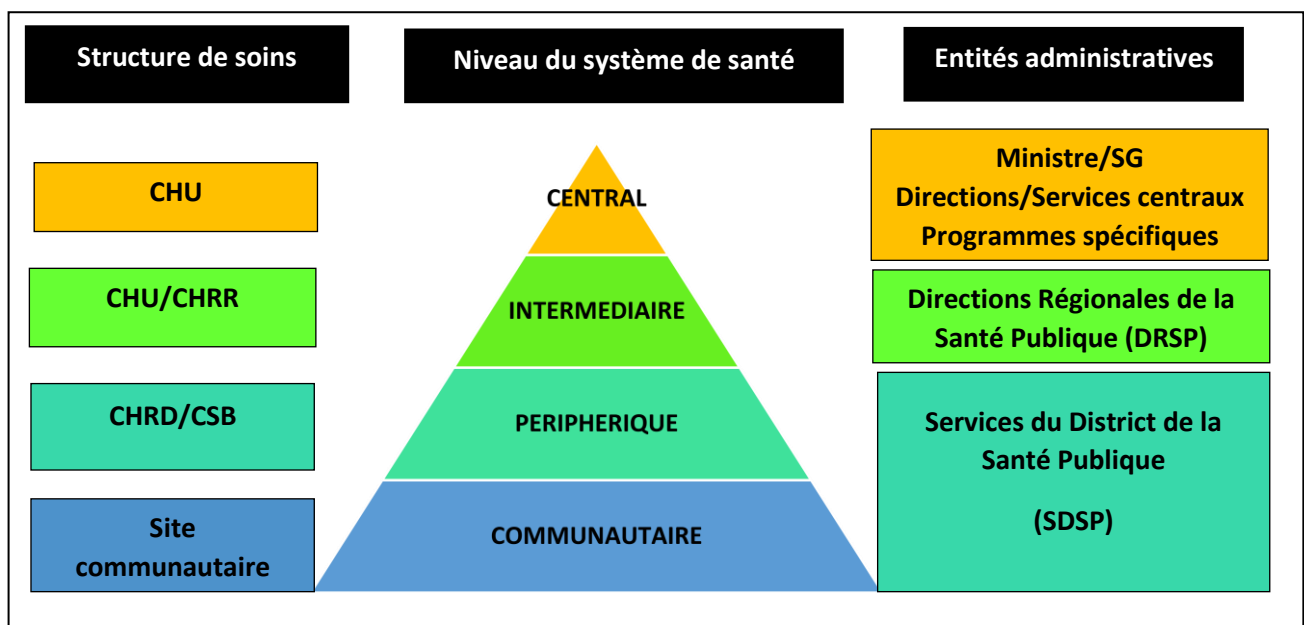 Structure de soins
Niveau du système de santé
Entités administratives
CHU
CENTRAL
Ministre/SG
Directions/Services centraux
Programmes spécifiques
CHU/CHRR
INTERMEDIAIRE
Directions Régionales de la
Santé Publique (DRSP)
CHRD/CSB
PERIPHERIQUE
Services du District de la
Santé Publique
(SDSP)
Site
communautaire
COMMUNAUTAIRE